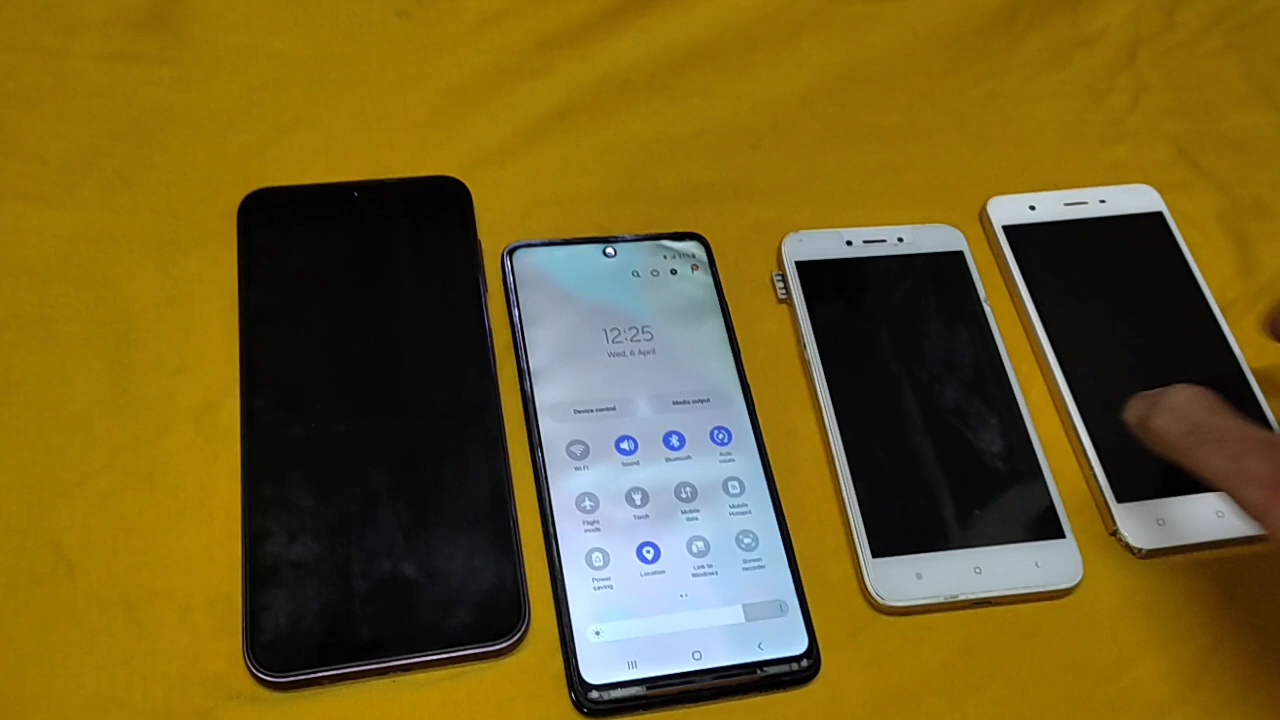 12:25
Wed, 6 April
Device control Media output
Wi-Fi Sound Bluetooth Auto rotate
Flight mode Torch Mobile data Mobile Hotspot
Power saving Location Link to Windows Screen recorder